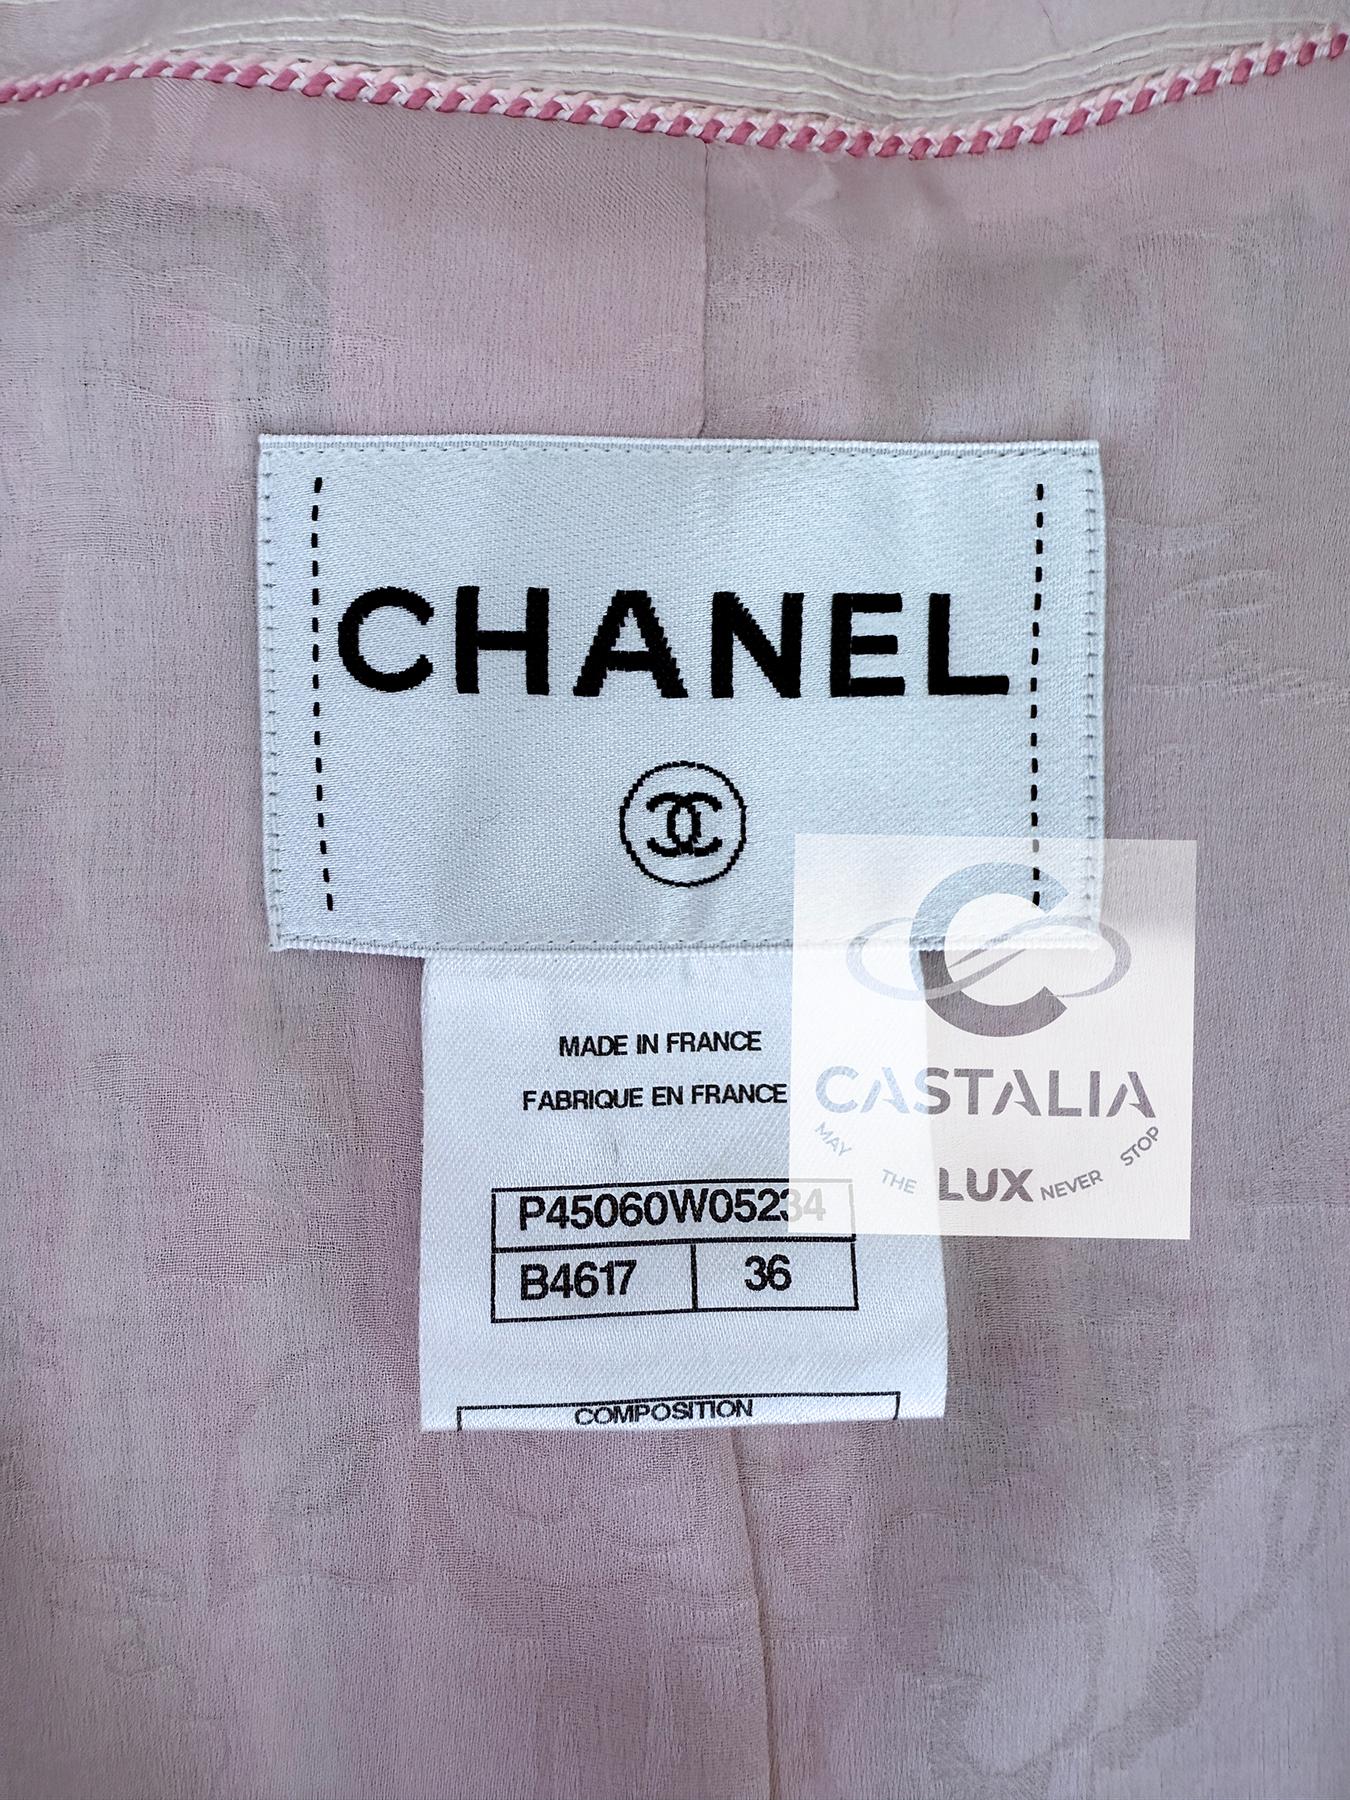 CHANEL
MADE IN FRANCE
FABRIQUE EN FRANCE
P45060W05234
B4617 36
COMPOSITION
C
CASTALIA
MAY THE LUX NEVER STOP